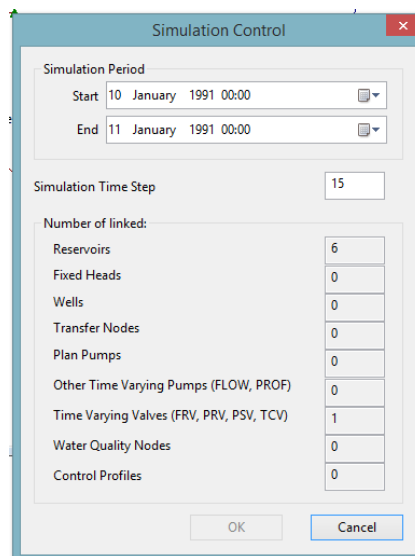 Simulation Control
Simulation Period
Start 10 January 1991 00:00
End 11 January 1991 00:00
Simulation Time Step 15
Number of linked:
Reservoirs 6
Fixed Heads 0
Wells 0
Transfer Nodes 0
Plan Pumps 0
Other Time Varying Pumps (FLOW, PROF) 0
Time Varying Valves (FRV, PRV, PSV, TCV) 1
Water Quality Nodes 0
Control Profiles 0
OK Cancel